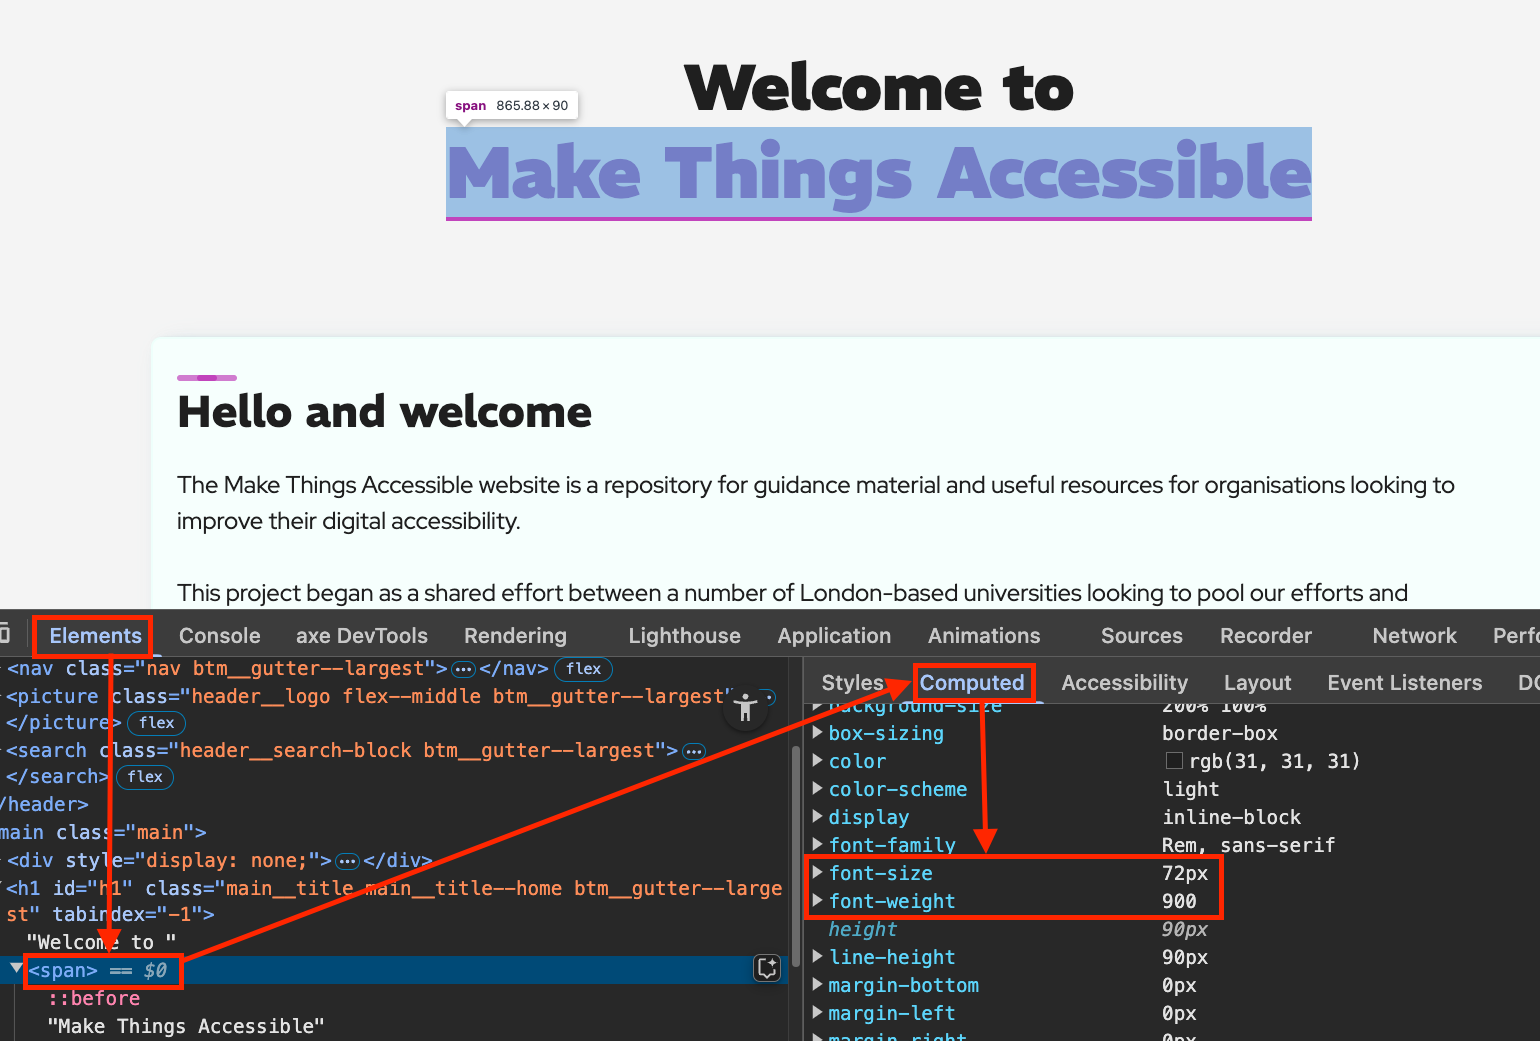 Welcome to
span 865.88 × 90
Make Things Accessible
Hello and welcome
The Make Things Accessible website is a repository for guidance material and useful resources for organisations looking to
improve their digital accessibility.
This project began as a shared effort between a number of London-based universities looking to pool our efforts and
Elements Console axe DevTools Rendering Lighthouse Application Animations Sources Recorder Network Perfo
<nav class="nav btm__gutter--largest"> ⋯ </nav> flex
<picture class="header__logo flex--middle btm__gutter--largest"
</picture> flex
<search class="header__search-block btm__gutter--largest"> ⋯
</search> flex
/header>
main class="main">
<div style="display: none;"> ⋯ </div>
<h1 id="h1" class="main__title main__title--home btm__gutter--large
st" tabindex="-1">
"Welcome to "
<span> == $0
::before
"Make Things Accessible"
Styles Computed Accessibility Layout Event Listeners DO
background-size 200% 100%
box-sizing border-box
color rgb(31, 31, 31)
color-scheme light
display inline-block
font-family Rem, sans-serif
font-size 72px
font-weight 900
height 90px
line-height 90px
margin-bottom 0px
margin-left 0px
margin-right 0px